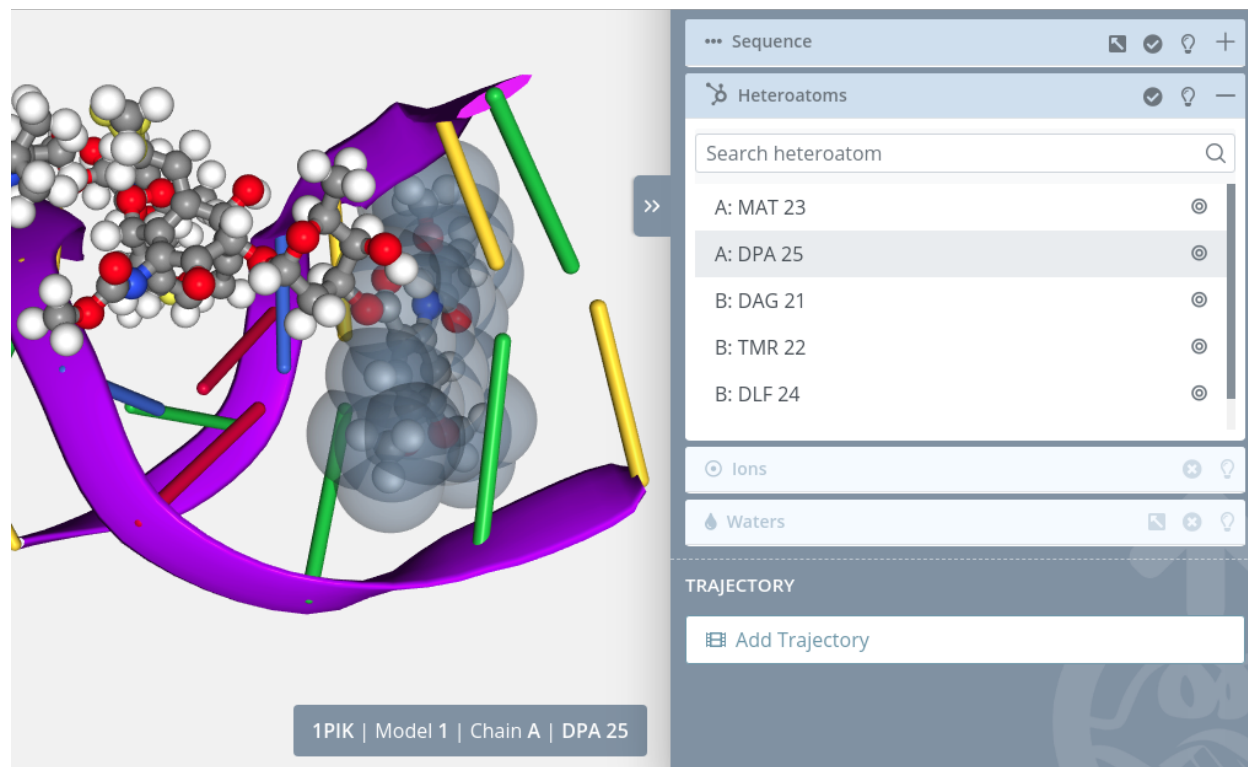 Sequence
Heteroatoms
Search heteroatom
A: MAT 23
A: DPA 25
B: DAG 21
B: TMR 22
B: DLF 24
Ions
Waters
TRAJECTORY
Add Trajectory
1PIK | Model 1 | Chain A | DPA 25